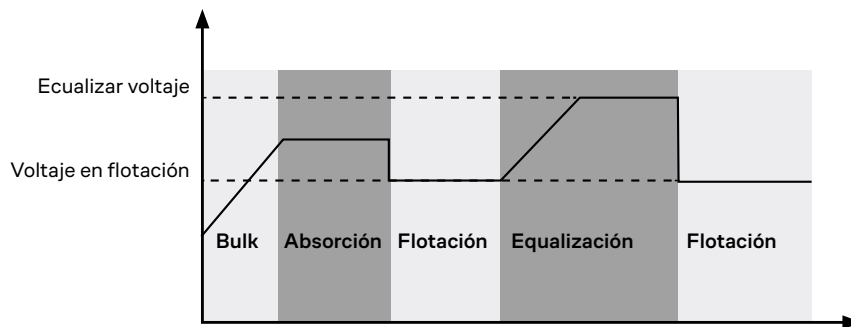 Ecualizar voltaje
Voltaje en flotación
Bulk
Absorción
Flotación
Equalización
Flotación